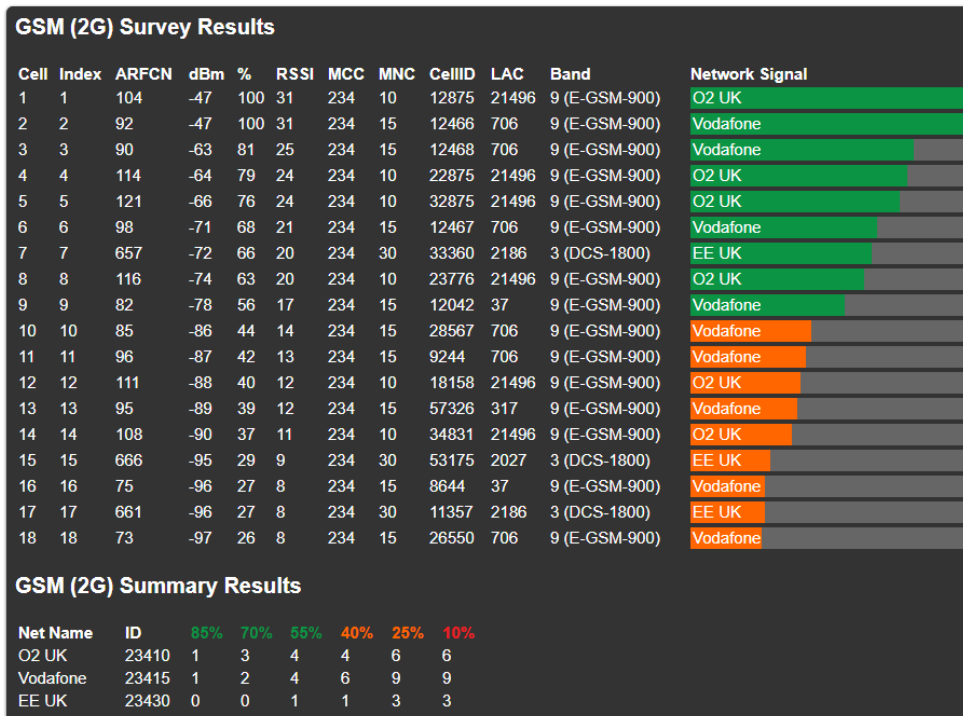 GSM (2G) Survey Results
Cell Index ARFCN dBm % RSSI MCC MNC CellID LAC Band Network Signal
1 1 104 -47 100 31 234 10 12875 21496 9 (E-GSM-900) O2 UK
2 2 92 -47 100 31 234 15 12466 706 9 (E-GSM-900) Vodafone
3 3 90 -63 81 25 234 15 12468 706 9 (E-GSM-900) Vodafone
4 4 114 -64 79 24 234 10 22875 21496 9 (E-GSM-900) O2 UK
5 5 121 -66 76 24 234 10 32875 21496 9 (E-GSM-900) O2 UK
6 6 98 -71 68 21 234 15 12467 706 9 (E-GSM-900) Vodafone
7 7 657 -72 66 20 234 30 33360 2186 3 (DCS-1800) EE UK
8 8 116 -74 63 20 234 10 23776 21496 9 (E-GSM-900) O2 UK
9 9 82 -78 56 17 234 15 12042 37 9 (E-GSM-900) Vodafone
10 10 85 -86 44 14 234 15 28567 706 9 (E-GSM-900) Vodafone
11 11 96 -87 42 13 234 15 9244 706 9 (E-GSM-900) Vodafone
12 12 111 -88 40 12 234 10 18158 21496 9 (E-GSM-900) O2 UK
13 13 95 -89 39 12 234 15 57326 317 9 (E-GSM-900) Vodafone
14 14 108 -90 37 11 234 10 34831 21496 9 (E-GSM-900) O2 UK
15 15 666 -95 29 9 234 30 53175 2027 3 (DCS-1800) EE UK
16 16 75 -96 27 8 234 15 8644 37 9 (E-GSM-900) Vodafone
17 17 661 -96 27 8 234 30 11357 2186 3 (DCS-1800) EE UK
18 18 73 -97 26 8 234 15 26550 706 9 (E-GSM-900) Vodafone
GSM (2G) Summary Results
Net Name ID 85% 70% 55% 40% 25% 10%
O2 UK 23410 1 3 4 4 6 6
Vodafone 23415 1 2 4 6 9 9
EE UK 23430 0 0 1 1 3 3